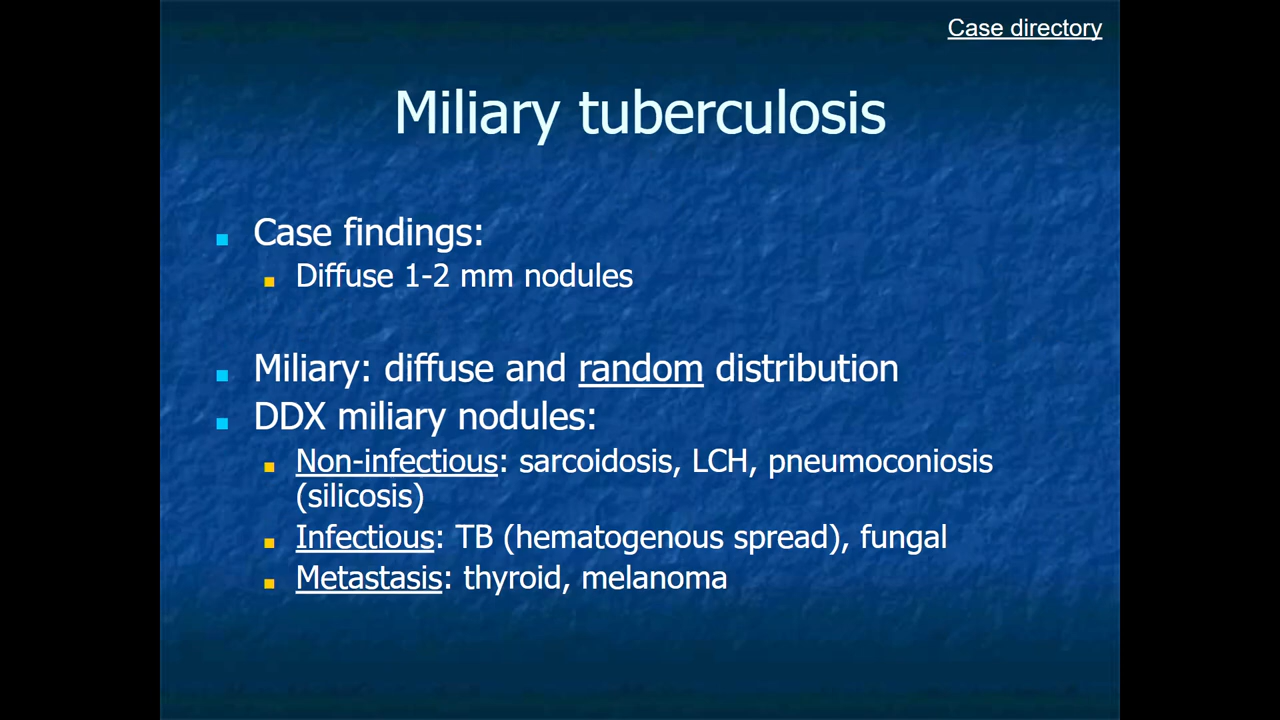 Case directory
Miliary tuberculosis
Case findings:
Diffuse 1-2 mm nodules
Miliary: diffuse and random distribution
DDX miliary nodules:
Non-infectious: sarcoidosis, LCH, pneumoconiosis
(silicosis)
Infectious: TB (hematogenous spread), fungal
Metastasis: thyroid, melanoma